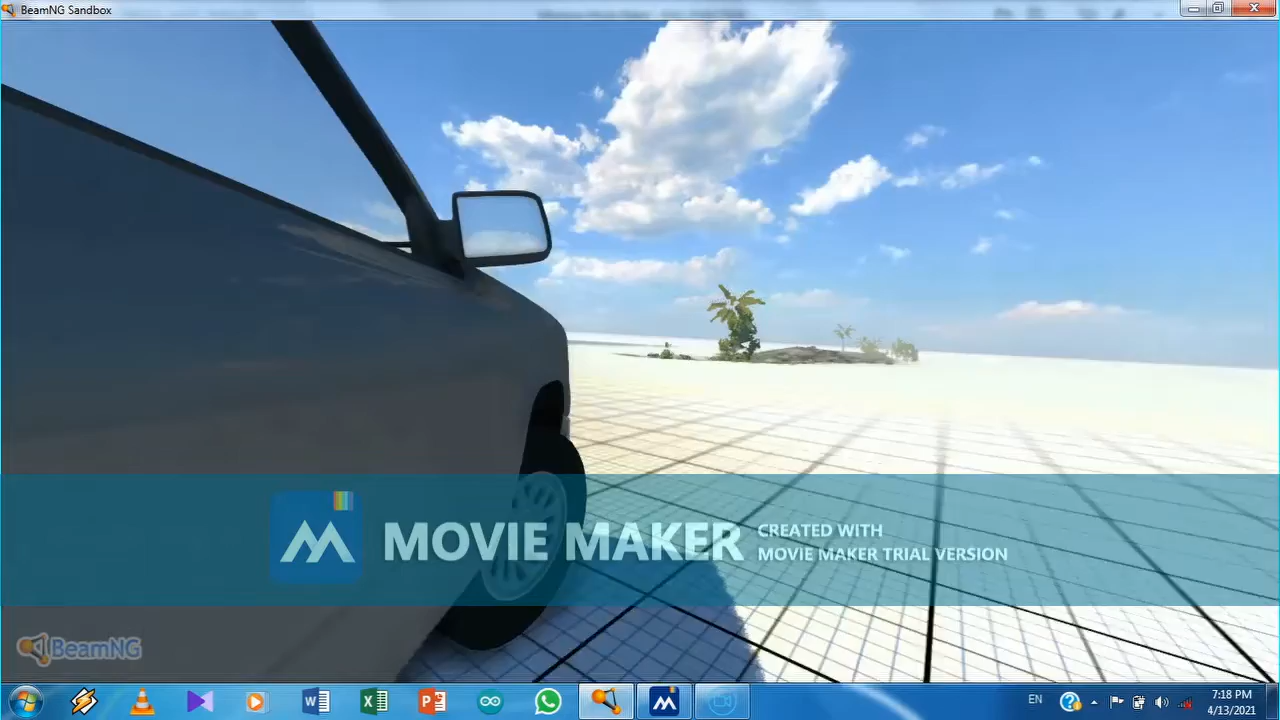 BeamNG Sandbox
MOVIE MAKER
CREATED WITH
MOVIE MAKER TRIAL VERSION
BeamNG
EN
7:18 PM
4/13/2021